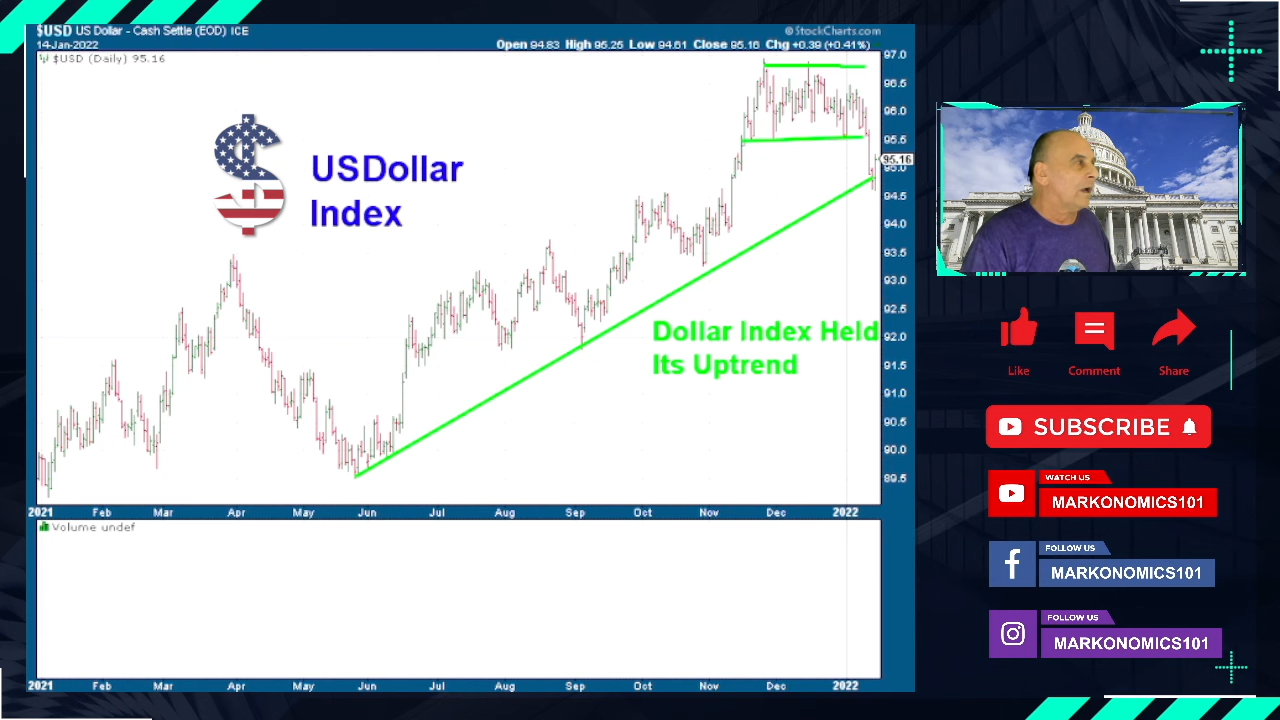 $USD US Dollar - Cash Settle (EOD) ICE
© StockCharts.com
14-Jan-2022
Open 94.83 High 95.25 Low 94.61 Close 95.16 Chg +0.39 (+0.41%)
$USD (Daily) 95.16
97.0
96.5
96.0
95.5
95.16
95.0
94.5
94.0
93.5
93.0
92.5
92.0
91.5
91.0
90.5
90.0
89.5
USDollar
Index
Dollar Index Held
Its Uptrend
2021 Feb Mar Apr May Jun Jul Aug Sep Oct Nov Dec 2022
Volume undef
2021 Feb Mar Apr May Jun Jul Aug Sep Oct Nov Dec 2022
Like Comment Share
SUBSCRIBE
WATCH US
MARKONOMICS101
FOLLOW US
MARKONOMICS101
FOLLOW US
MARKONOMICS101